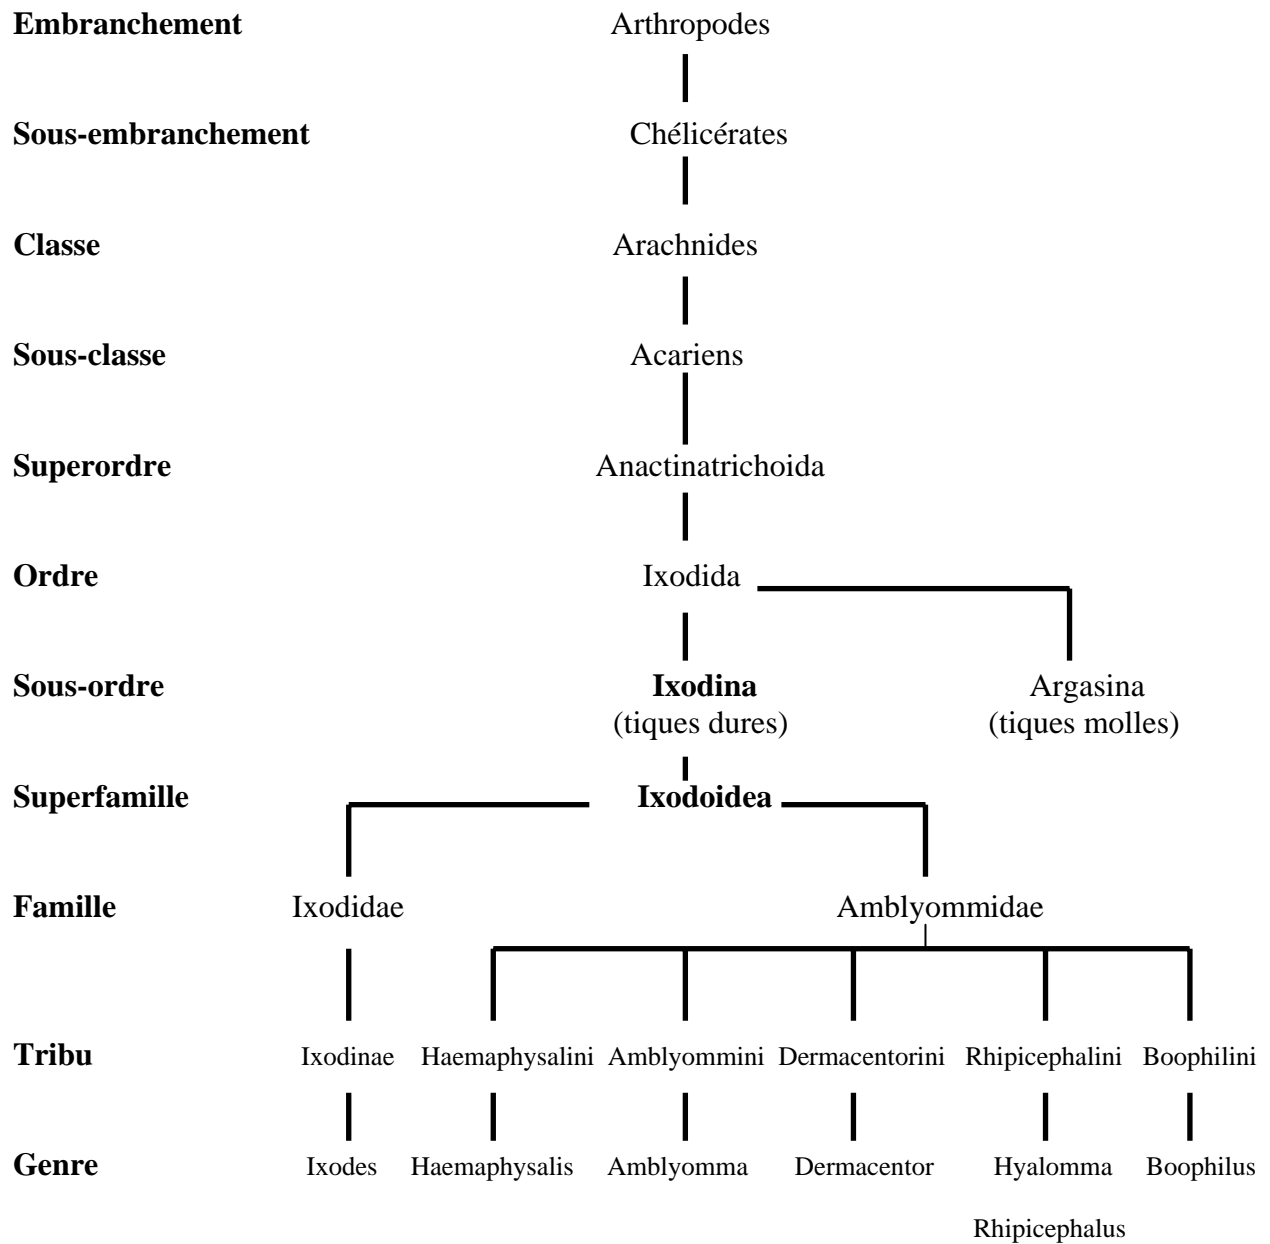 Embranchement Arthropodes
Sous-embranchement Chélicérates
Classe Arachnides
Sous-classe Acariens
Superordre Anactinatrichoida
Ordre Ixodida
Sous-ordre Ixodina Argasina
(tiques dures) (tiques molles)
Superfamille Ixodoidea
Famille Ixodidae Amblyommidae
Tribu Ixodinae Haemaphysalini Amblyommini Dermacentorini Rhipicephalini Boophilini
Genre Ixodes Haemaphysalis Amblyomma Dermacentor Hyalomma Boophilus
Rhipicephalus